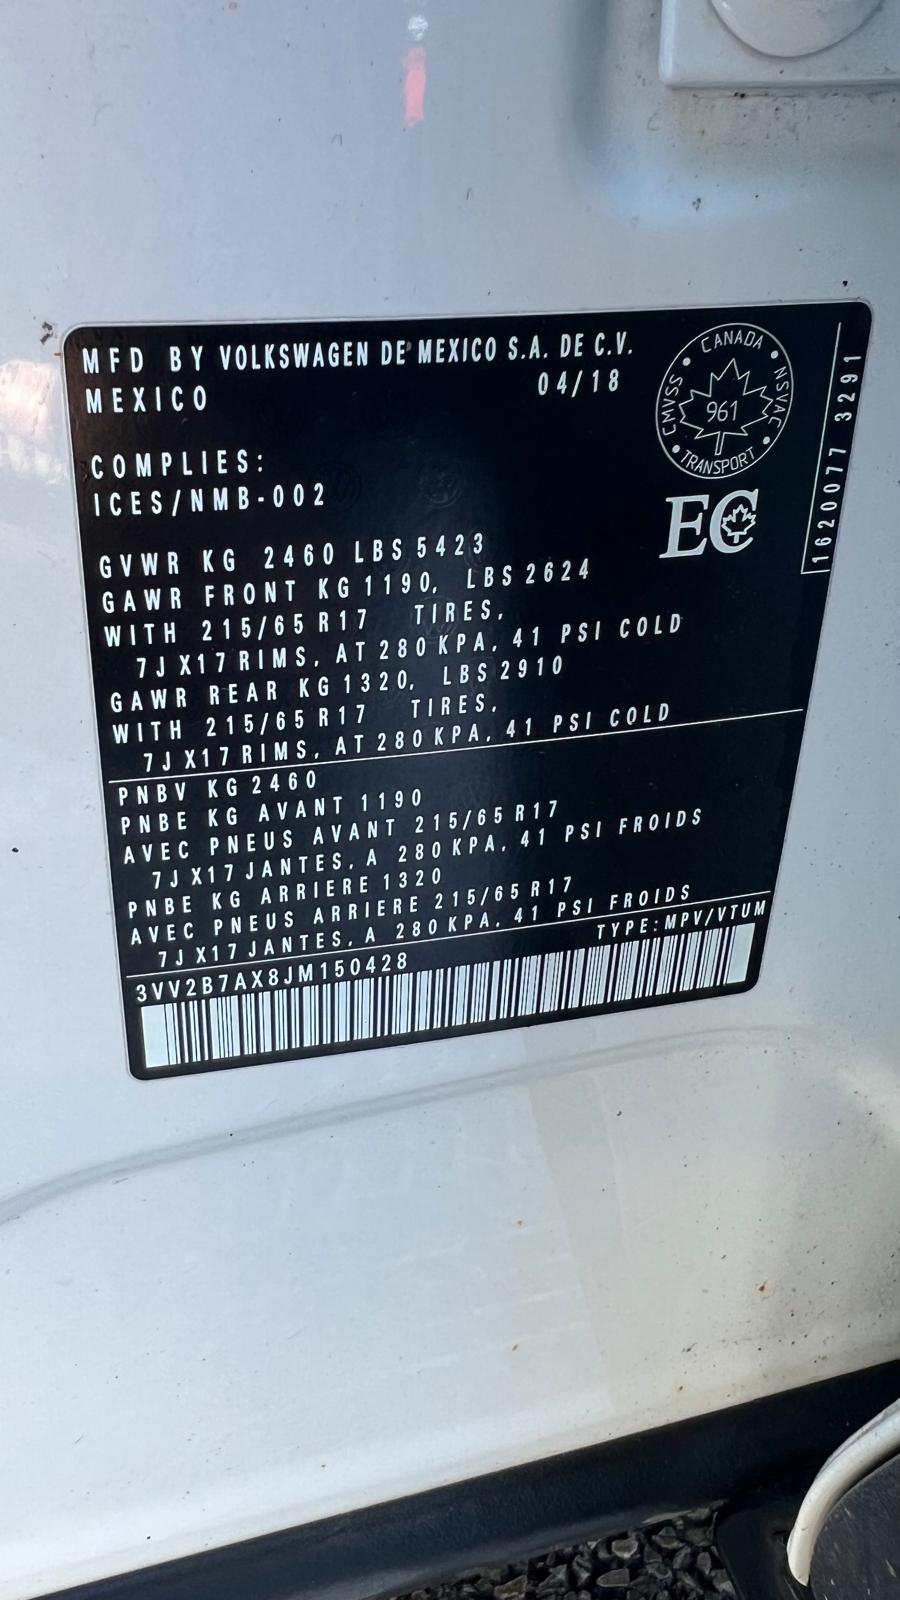 MFD BY VOLKSWAGEN DE MEXICO S.A. DE C.V.
MEXICO 04/18
COMPLIES:
ICES/NMB-002
GVWR KG 2460 LBS 5423
GAWR FRONT KG 1190, LBS 2624
WITH 215/65 R17 TIRES,
7J X17 RIMS, AT 280 KPA, 41 PSI COLD
GAWR REAR KG 1320, LBS 2910
WITH 215/65 R17 TIRES,
7J X17 RIMS, AT 280 KPA, 41 PSI COLD
PNBV KG 2460
PNBE KG AVANT 1190
AVEC PNEUS AVANT 215/65 R17
7J X17 JANTES, A 280 KPA, 41 PSI FROIDS
PNBE KG ARRIERE 1320
AVEC PNEUS ARRIERE 215/65 R17
7J X17 JANTES, A 280 KPA, 41 PSI FROIDS
TYPE: MPV/VTUM
3VV2B7AX8JM150428
CANADA
CMVSS
961
NSVAC
TRANSPORT
EC
1620077 3291